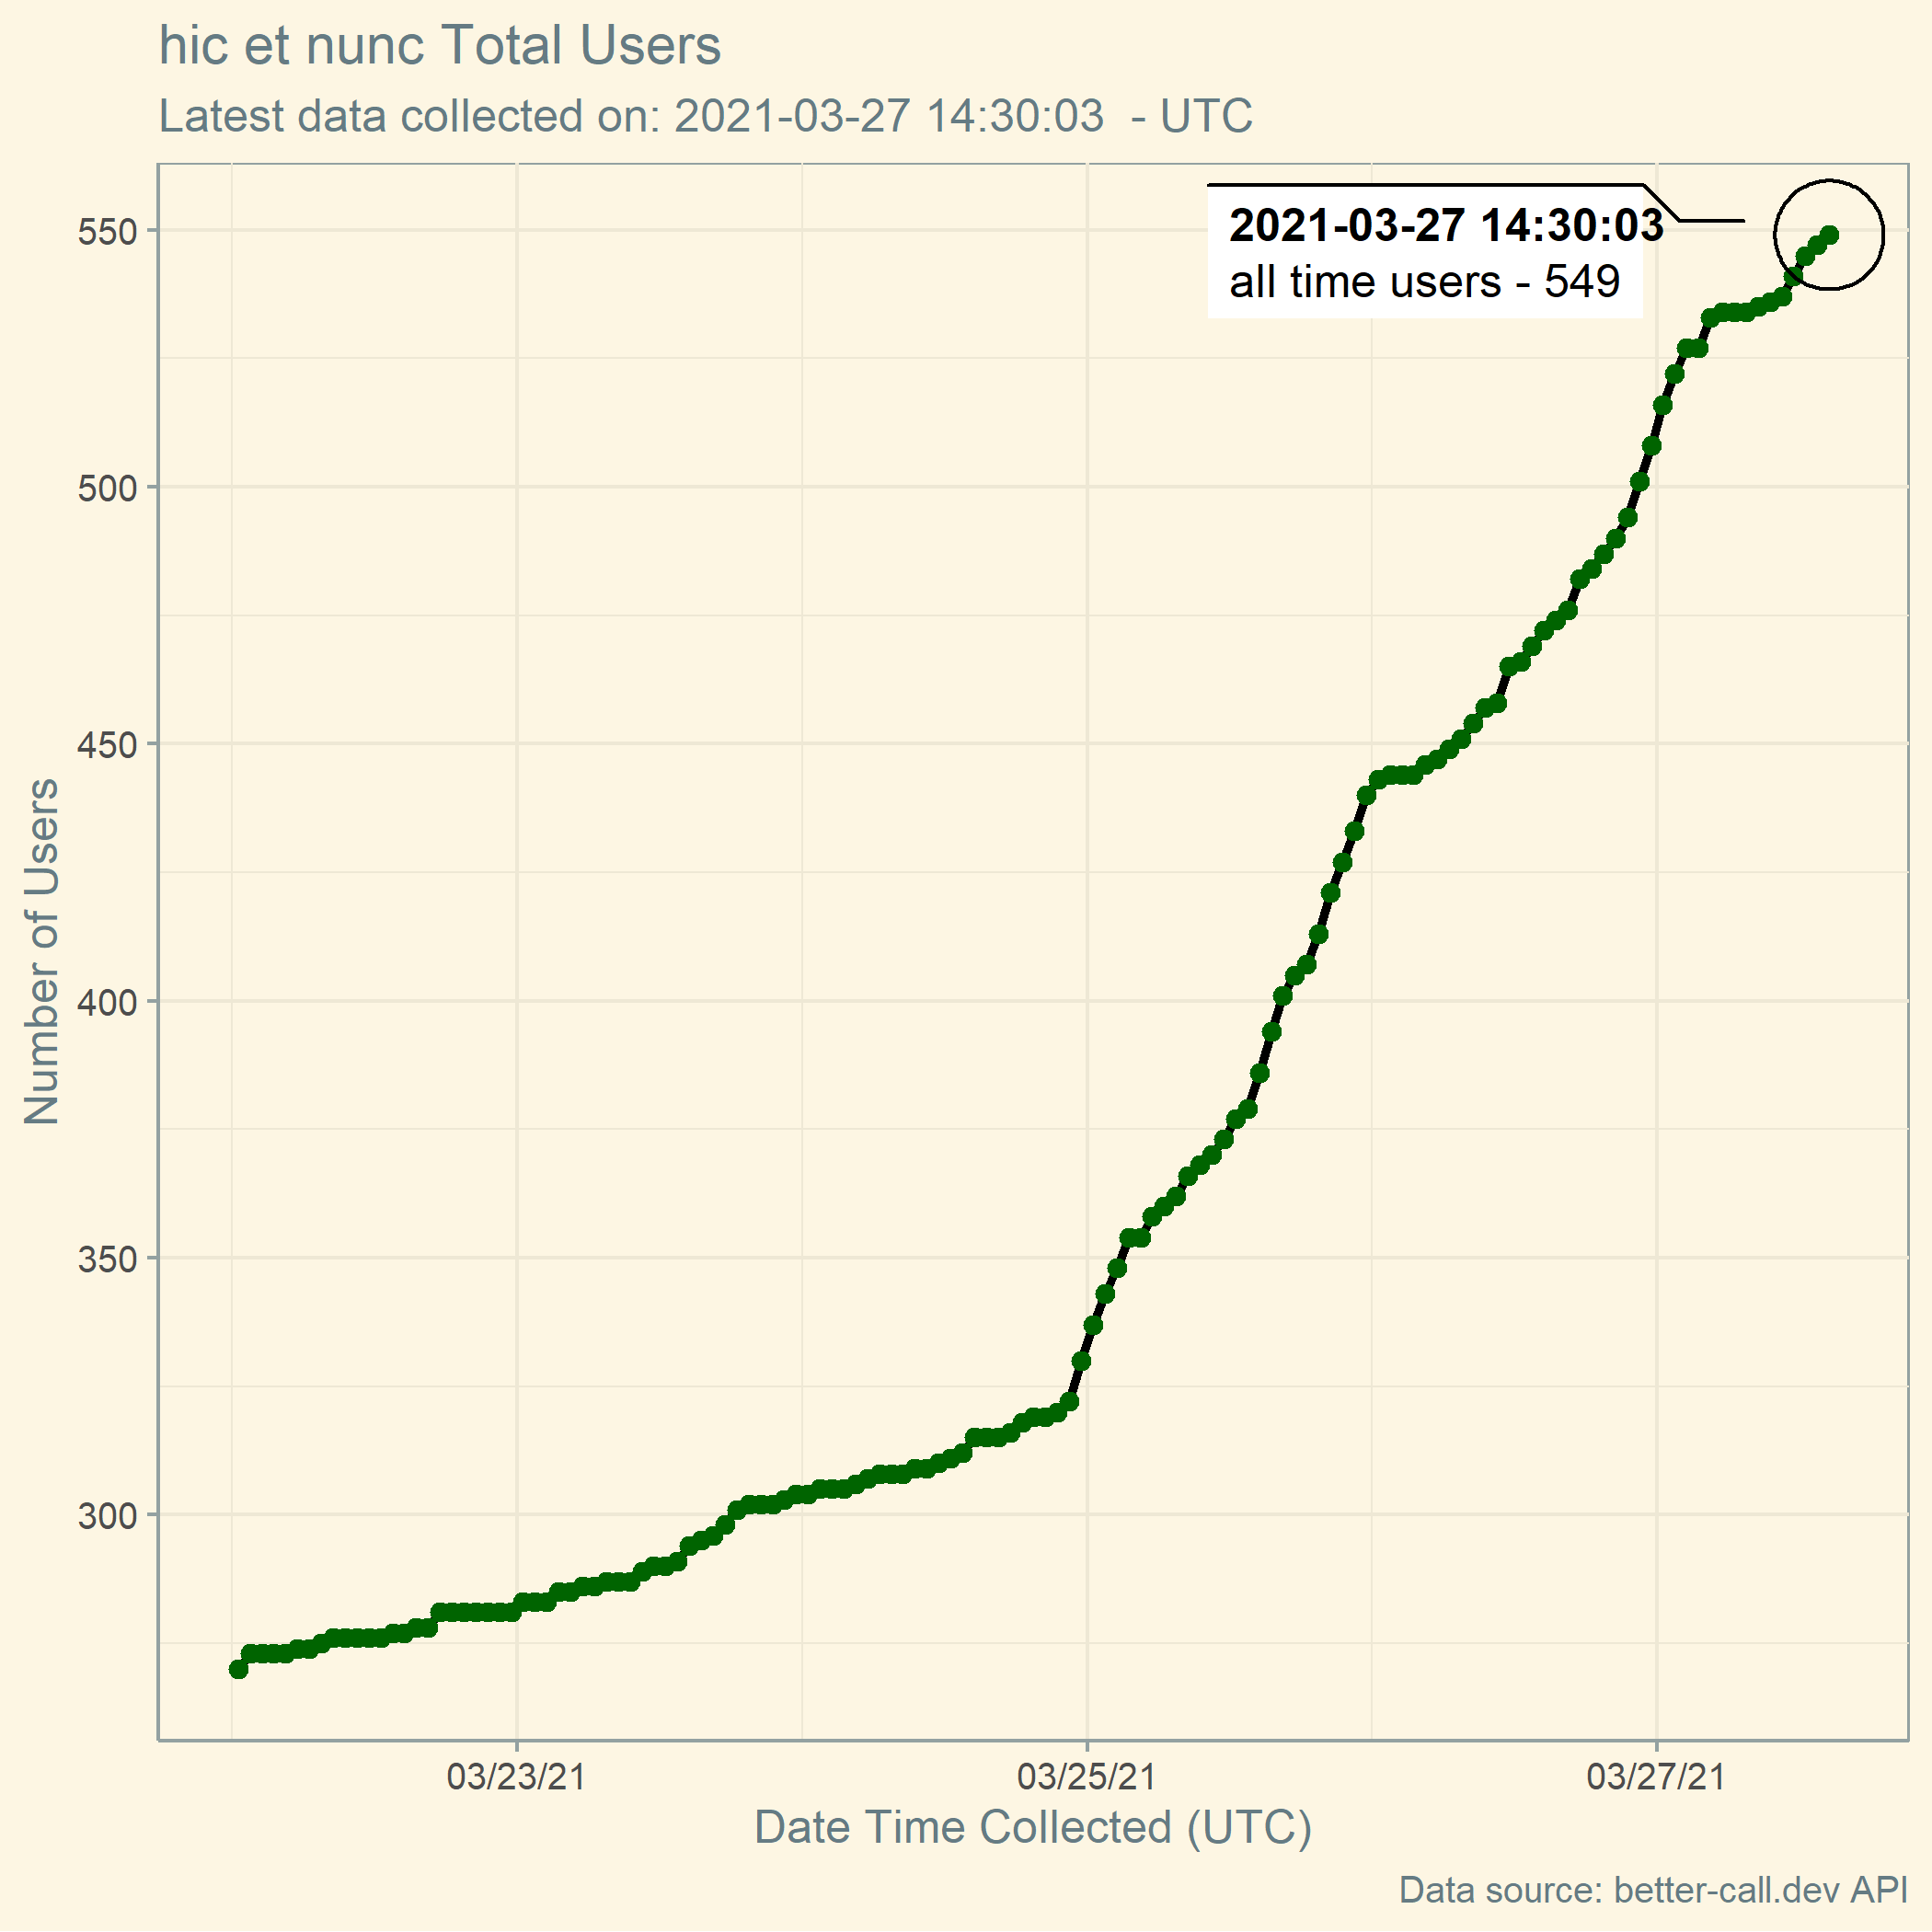 hic et nunc Total Users
Latest data collected on: 2021-03-27 14:30:03  - UTC
2021-03-27 14:30:03
all time users - 549
550
500
450
400
350
300
Number of Users
03/23/21
03/25/21
03/27/21
Date Time Collected (UTC)
Data source: better-call.dev API